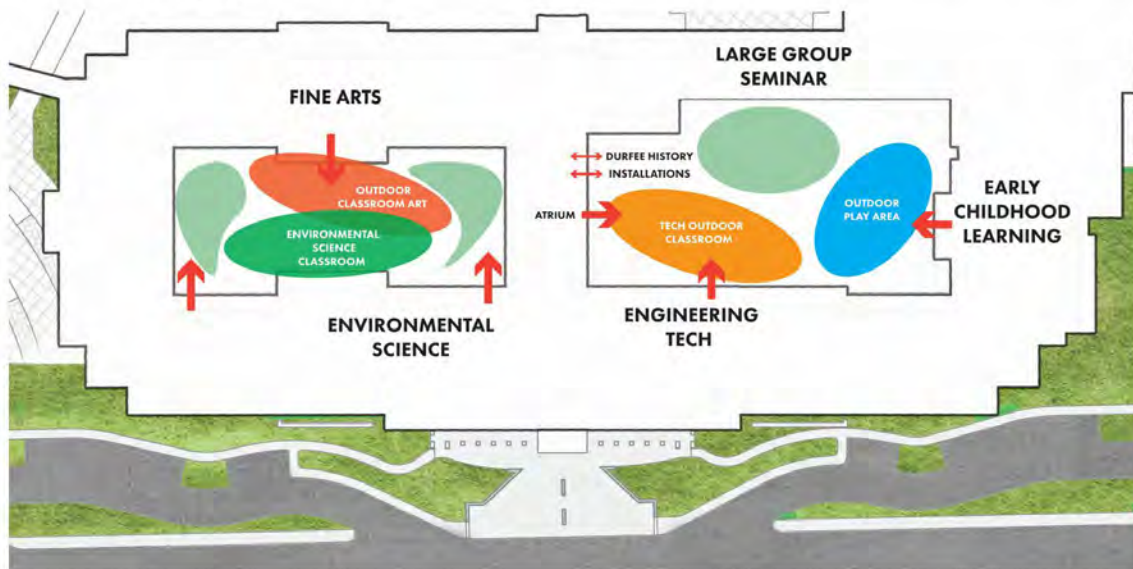 LARGE GROUP
SEMINAR
FINE ARTS
DURFEE HISTORY
INSTALLATIONS
OUTDOOR
CLASSROOM ART
ATRIUM
TECH OUTDOOR
CLASSROOM
OUTDOOR
PLAY AREA
EARLY
CHILDHOOD
LEARNING
ENVIRONMENTAL
SCIENCE
CLASSROOM
ENVIRONMENTAL
SCIENCE
ENGINEERING
TECH